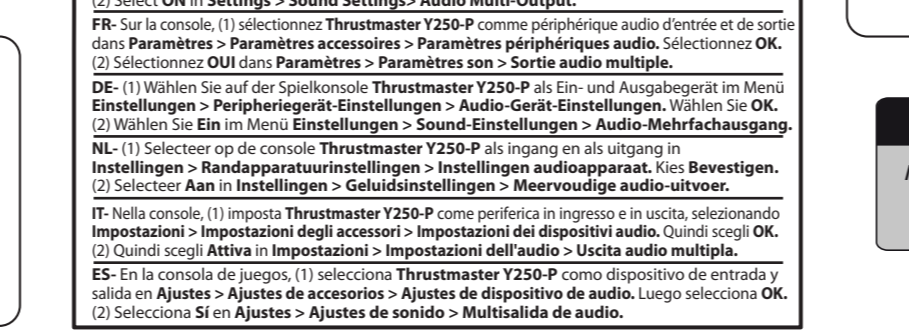 (2) Select ON in Settings > Sound Settings> Audio Multi-Output.
FR- Sur la console, (1) sélectionnez Thrustmaster Y250-P comme périphérique audio d'entrée et de sortie
dans Paramètres > Paramètres accessoires > Paramètres périphériques audio. Sélectionnez OK.
(2) Sélectionnez OUI dans Paramètres > Paramètres son > Sortie audio multiple.
DE- (1) Wählen Sie auf der Spielkonsole Thrustmaster Y250-P als Ein- und Ausgabegerät im Menü
Einstellungen > Peripheriegerät-Einstellungen > Audio-Gerät-Einstellungen. Wählen Sie OK.
(2) Wählen Sie Ein im Menü Einstellungen > Sound-Einstellungen > Audio-Mehrfachausgang.
NL- (1) Selecteer op de console Thrustmaster Y250-P als ingang en als uitgang in
Instellingen > Randapparatuurinstellingen > Instellingen audioapparaat. Kies Bevestigen.
(2) Selecteer Aan in Instellingen > Geluidsinstellingen > Meervoudige audio-uitvoer.
IT- Nella console, (1) imposta Thrustmaster Y250-P come periferica in ingresso e in uscita, selezionando
Impostazioni > Impostazioni degli accessori > Impostazioni dei dispositivi audio. Quindi scegli OK.
(2) Quindi scegli Attiva in Impostazioni > Impostazioni dell'audio > Uscita audio multipla.
ES- En la consola de juegos, (1) selecciona Thrustmaster Y250-P como dispositivo de entrada y
salida en Ajustes > Ajustes de accesorios > Ajustes de dispositivo de audio. Luego selecciona OK.
(2) Selecciona Sí en Ajustes > Ajustes de sonido > Multisalida de audio.